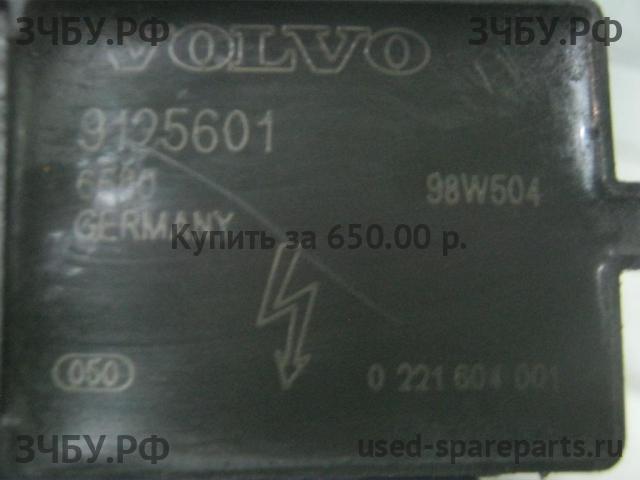 ЗЧБУ.РФ
ЗЧБУ.РФ
VOLVO
9125601
98W504
GERMANY
Купить за 650.00 р.
050
0 221 604 001
ЗЧБУ.РФ
used-spareparts.ru